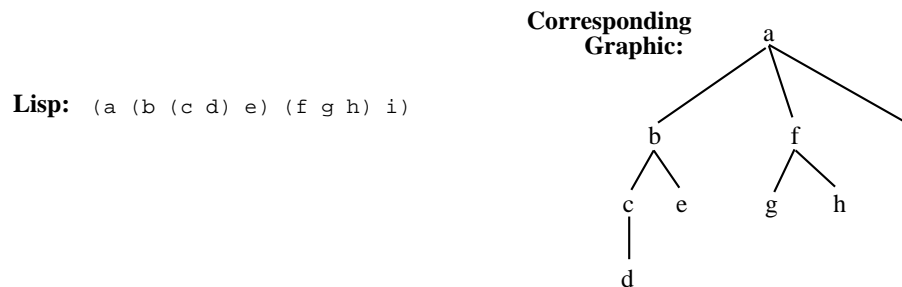 Corresponding
Graphic:
Lisp: (a (b (c d) e) (f g h) i)
a
b f
c e g h
d